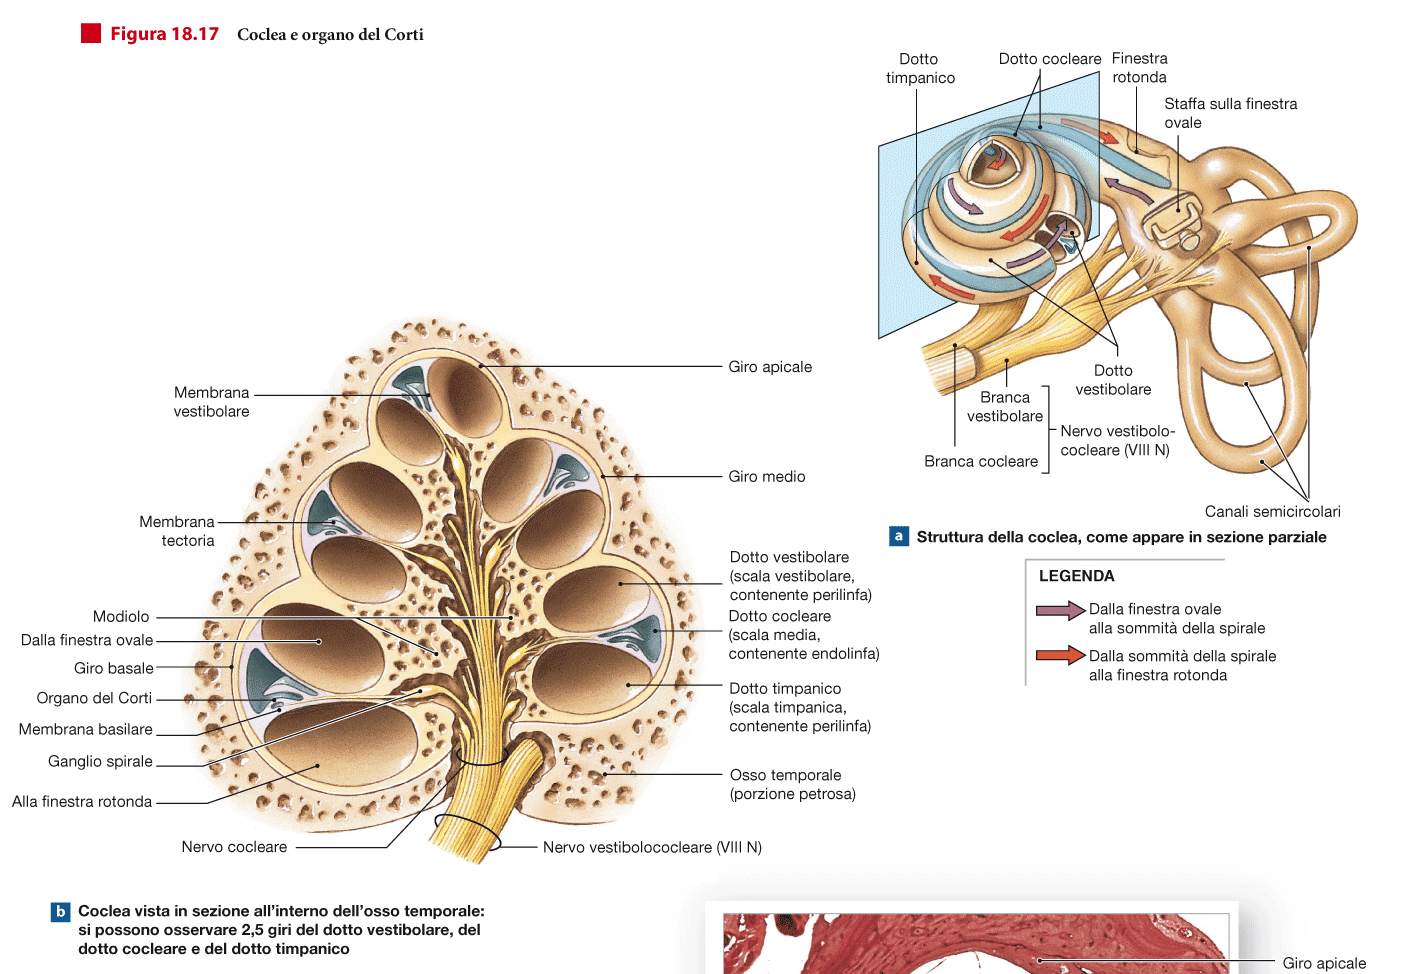 Figura 18.17 Coclea e organo del Corti
Dotto
timpanico
Dotto cocleare
Finestra
rotonda
Staffa sulla finestra
ovale
Dotto
vestibolare
Branca
vestibolare
Nervo vestibolo-
cocleare (VIII N)
Branca cocleare
Canali semicircolari
a Struttura della coclea, come appare in sezione parziale
LEGENDA
Dalla finestra ovale
alla sommità della spirale
Dalla sommità della spirale
alla finestra rotonda
Membrana
vestibolare
Membrana
tectoria
Modiolo
Dalla finestra ovale
Giro basale
Organo del Corti
Membrana basilare
Ganglio spirale
Alla finestra rotonda
Nervo cocleare
Giro apicale
Giro medio
Dotto vestibolare
(scala vestibolare,
contenente perilinfa)
Dotto cocleare
(scala media,
contenente endolinfa)
Dotto timpanico
(scala timpanica,
contenente perilinfa)
Osso temporale
(porzione petrosa)
Nervo vestibolococleare (VIII N)
b Coclea vista in sezione all'interno dell'osso temporale:
si possono osservare 2,5 giri del dotto vestibolare, del
dotto cocleare e del dotto timpanico
Giro apicale